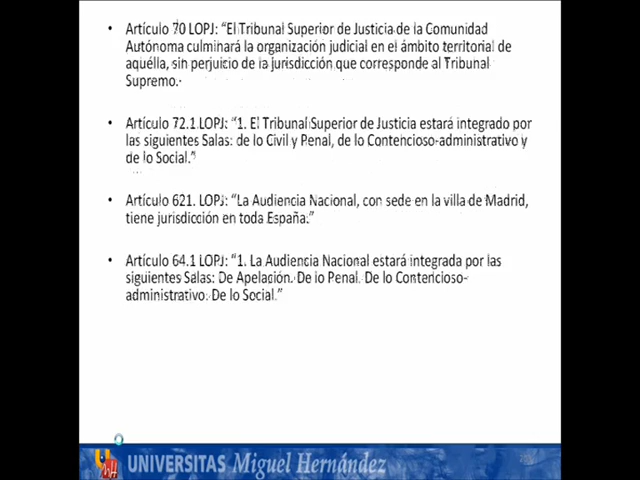 • Artículo 70 LOPJ: “El Tribunal Superior de Justicia de la Comunidad
Autónoma culminará la organización judicial en el ámbito territorial de
aquélla, sin perjuicio de la jurisdicción que corresponde al Tribunal
Supremo.
• Artículo 72.1 LOPJ: “1. El Tribunal Superior de Justicia estará integrado por
las siguientes Salas: de lo Civil y Penal, de lo Contencioso-administrativo y
de lo Social.”
• Artículo 621. LOPJ: “La Audiencia Nacional, con sede en la villa de Madrid,
tiene jurisdicción en toda España.”
• Artículo 64.1 LOPJ: “1. La Audiencia Nacional estará integrada por las
siguientes Salas: De Apelación. De lo Penal. De lo Contencioso-
administrativo. De lo Social.”
UNIVERSITAS Miguel Hernández